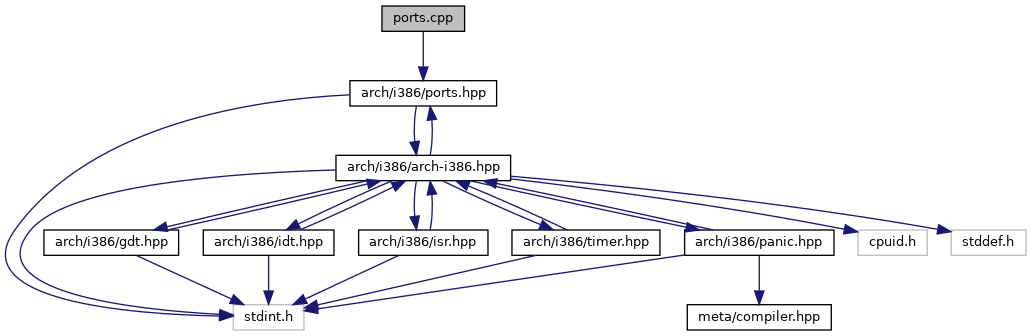 ports.cpp
arch/i386/ports.hpp
arch/i386/arch-i386.hpp
arch/i386/gdt.hpp
arch/i386/idt.hpp
arch/i386/isr.hpp
arch/i386/timer.hpp
arch/i386/panic.hpp
cpuid.h
stddef.h
stdint.h
meta/compiler.hpp